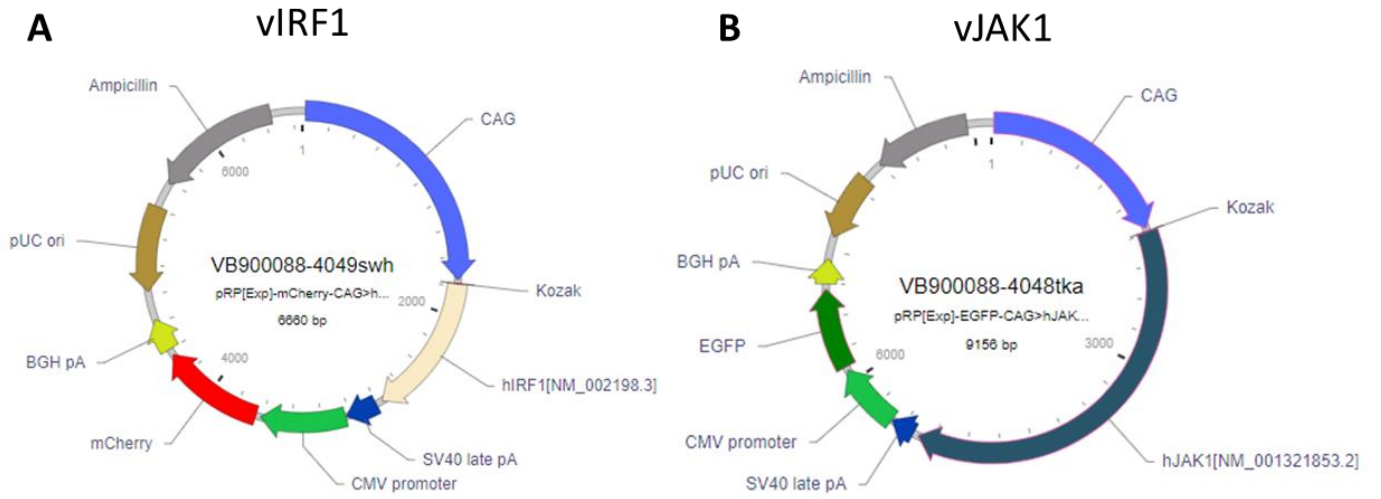 A
vIRF1
Ampicillin
CAG
1
6000
pUC ori
VB900088-4049swh
pRP[Exp]-mCherry-CAG>h...
6660 bp
Kozak
2000
BGH pA
4000
hIRF1[NM_002198.3]
mCherry
SV40 late pA
CMV promoter
B
vJAK1
Ampicillin
CAG
1
pUC ori
Kozak
BGH pA
VB900088-4048tka
pRP[Exp]-EGFP-CAG>hJAK...
9156 bp
EGFP
6000
3000
CMV promoter
hJAK1[NM_001321853.2]
SV40 late pA